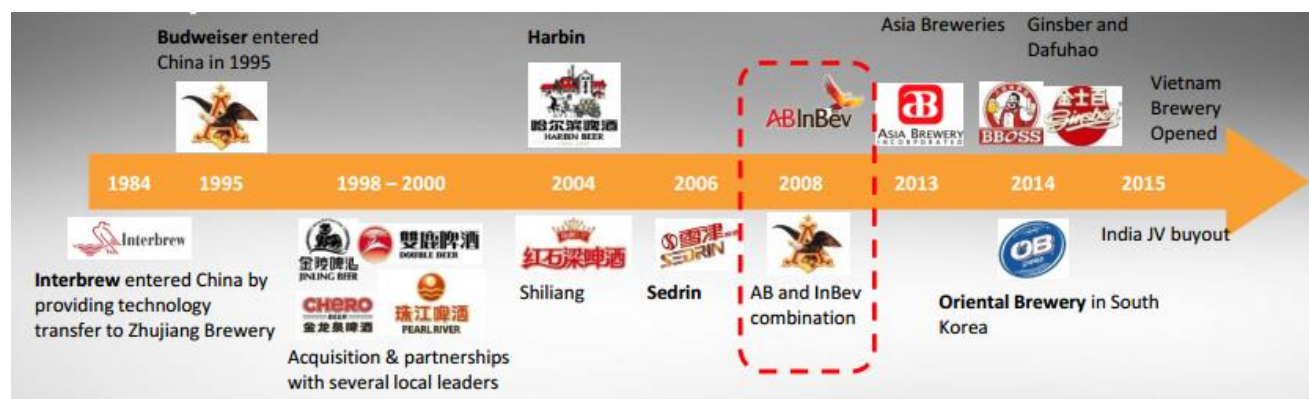 Budweiser entered
China in 1995
Harbin
哈尔滨啤酒
HARBIN BEER
ABInBev
Asia Breweries
ASIA BREWERY
INCORPORATED
Ginsber and
Dafuhao
BBOSS
金士百
Ginsber
Vietnam
Brewery
Opened
1984
1995
1998 – 2000
2004
2006
2008
2013
2014
2015
Interbrew
Interbrew entered China by
providing technology
transfer to Zhujiang Brewery
金陵啤酒
JINLING BEER
雙鹿啤酒
DOUBLE DEER
CHERO
BEER
金龙泉啤酒
珠江啤酒
PEARL RIVER
Acquisition & partnerships
with several local leaders
红石梁啤酒
Shiliang
雪津
SEDRIN
Sedrin
AB and InBev
combination
OB
Oriental Brewery in South
Korea
India JV buyout